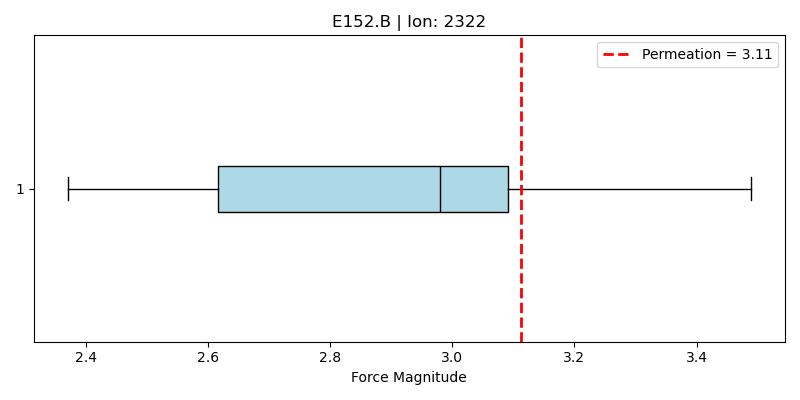 E152.B | Ion: 2322
Permeation = 3.11
1
2.4 2.6 2.8 3.0 3.2 3.4
Force Magnitude